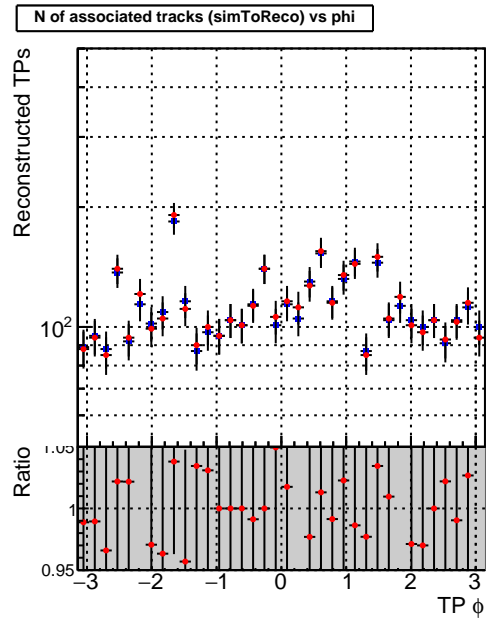 N of associated tracks (simToReco) vs phi
Reconstructed TPs
10²
Ratio
1.05
1
0.95
−3 −2 −1 0 1 2 3
TP ϕ